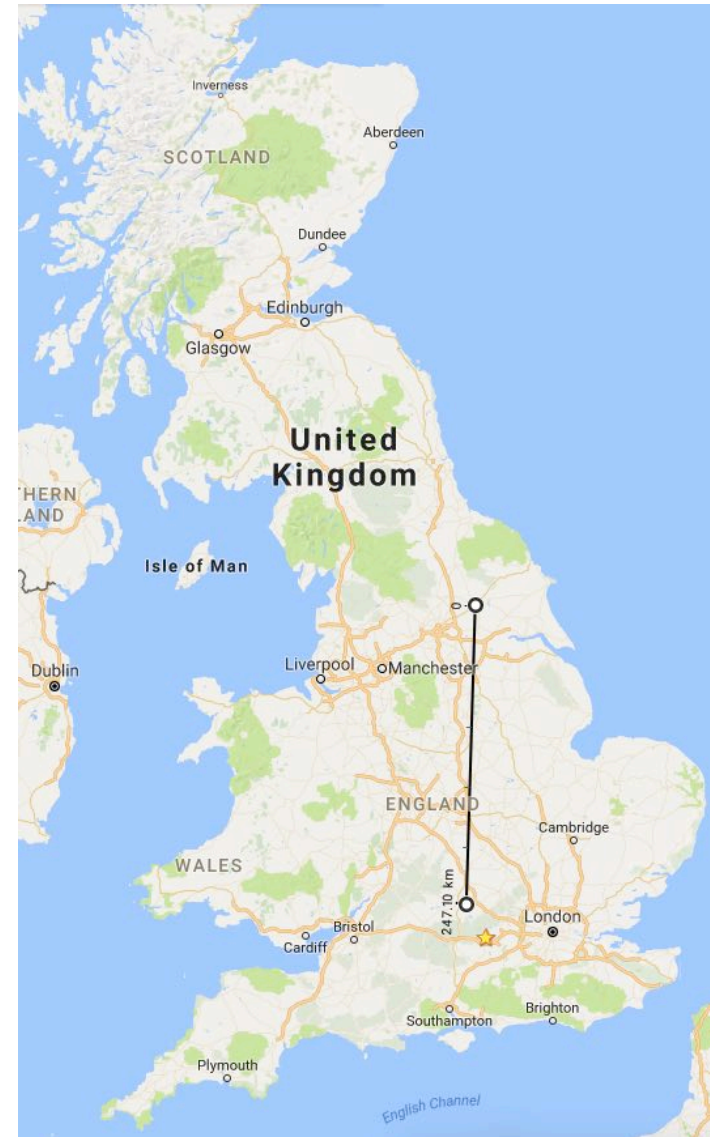 Inverness
Aberdeen
SCOTLAND
Dundee
Edinburgh
Glasgow
United
Kingdom
THERN
LAND
Isle of Man
0
Dublin
Liverpool
Manchester
ENGLAND
Cambridge
WALES
247.10 km
London
Bristol
Cardiff
Southampton
Brighton
Plymouth
English Channel